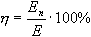 η = Eₙ / E · 100%